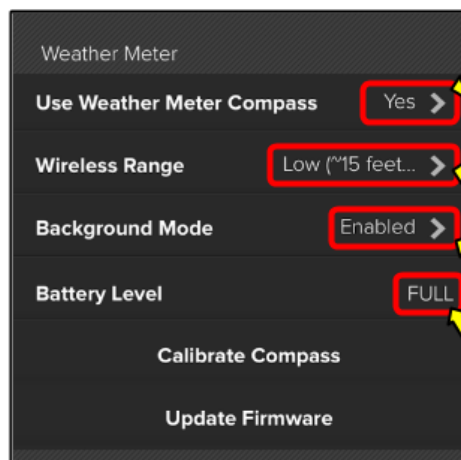 Weather Meter
Use Weather Meter Compass Yes
Wireless Range Low (~15 feet...
Background Mode Enabled
Battery Level FULL
Calibrate Compass
Update Firmware